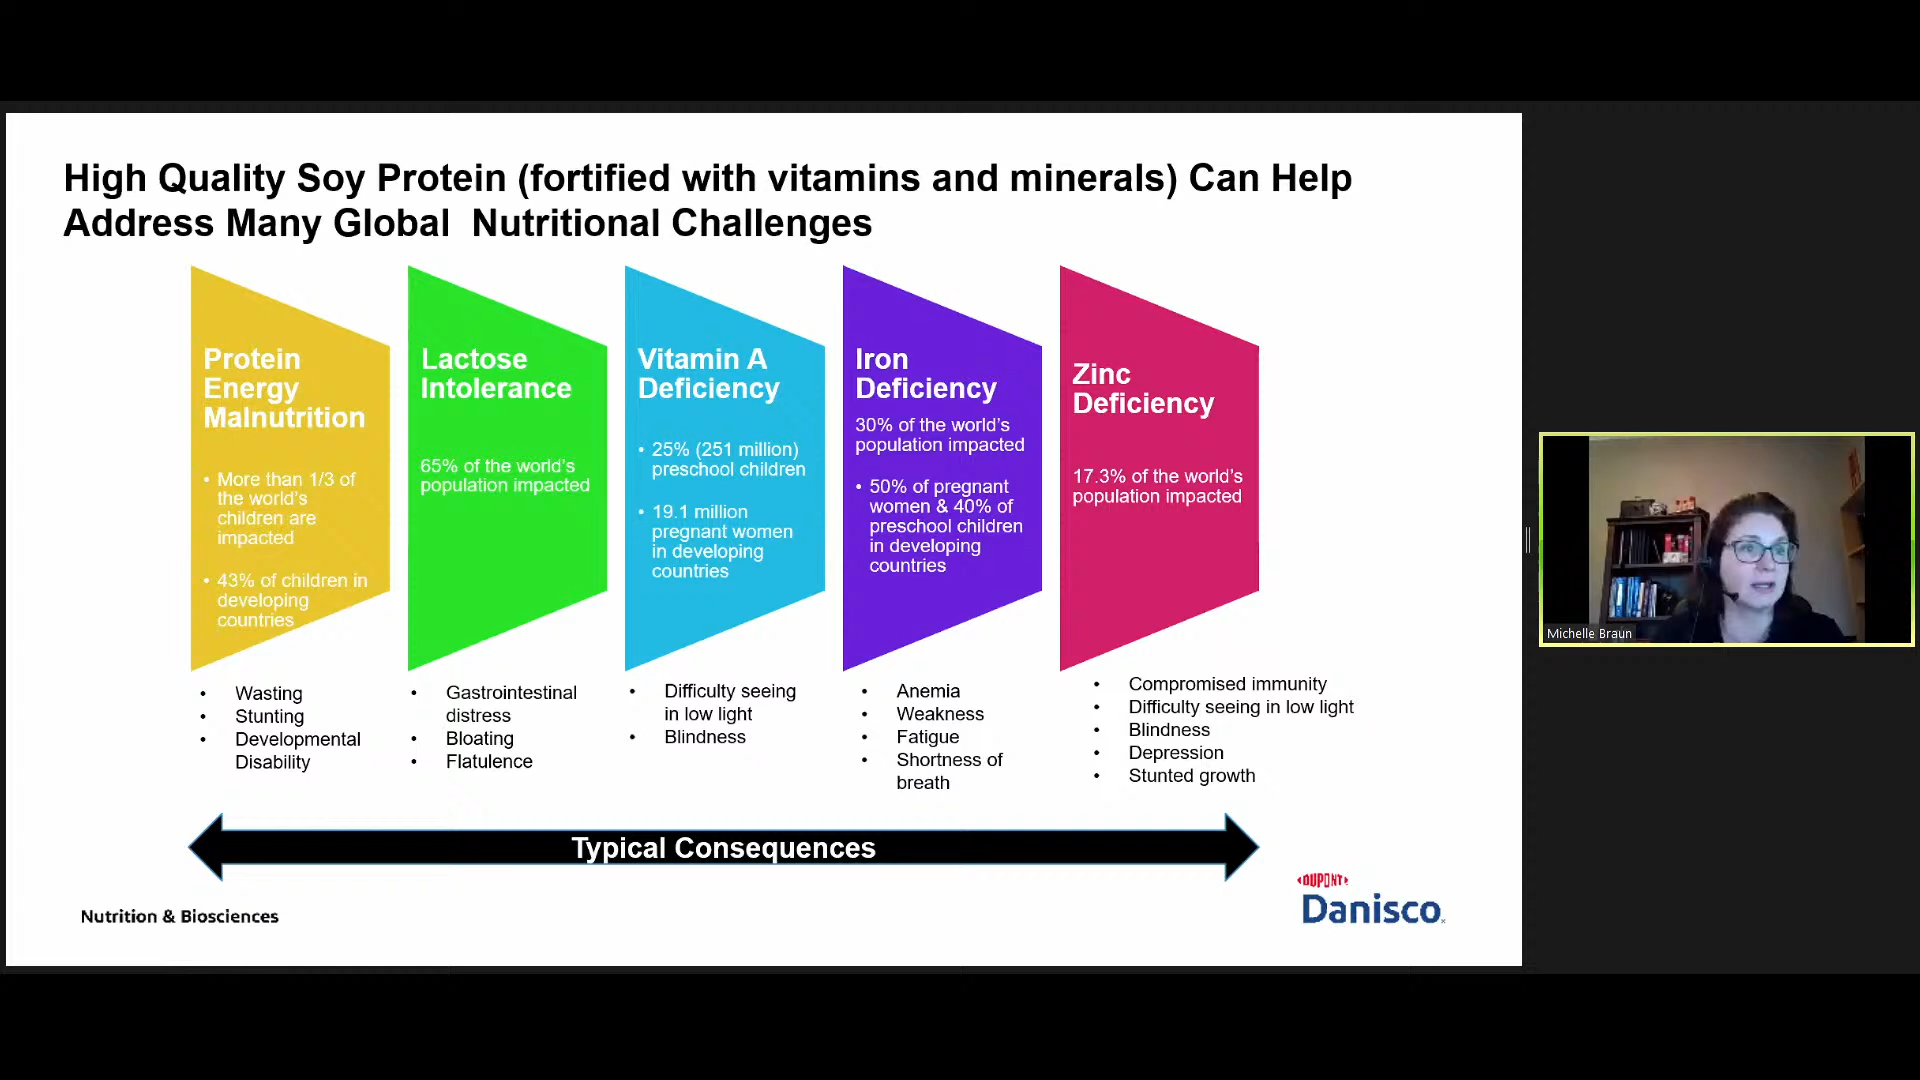 High Quality Soy Protein (fortified with vitamins and minerals) Can Help
Address Many Global  Nutritional Challenges
Protein
Energy
Malnutrition
• More than 1/3 of
the world's
children are
impacted
• 43% of children in
developing
countries
Lactose
Intolerance
65% of the world's
population impacted
Vitamin A
Deficiency
• 25% (251 million)
preschool children
• 19.1 million
pregnant women
in developing
countries
Iron
Deficiency
30% of the world's
population impacted
• 50% of pregnant
women & 40% of
preschool children
in developing
countries
Zinc
Deficiency
17.3% of the world's
population impacted
• Wasting
• Stunting
• Developmental
Disability
• Gastrointestinal
distress
• Bloating
• Flatulence
• Difficulty seeing
in low light
• Blindness
• Anemia
• Weakness
• Fatigue
• Shortness of
breath
• Compromised immunity
• Difficulty seeing in low light
• Blindness
• Depression
• Stunted growth
Typical Consequences
Nutrition & Biosciences
DUPONT
Danisco
Michelle Braun